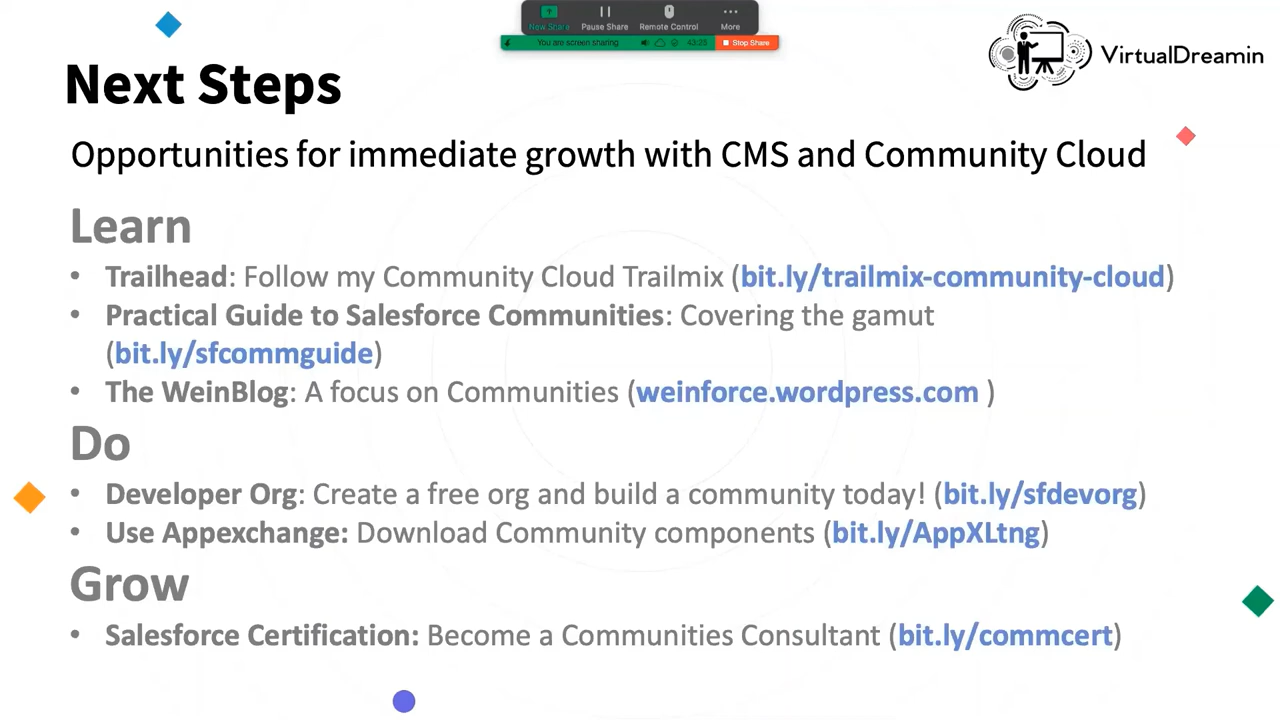 New Share
Pause Share
Remote Control
More
You are screen sharing
43:25
Stop Share
VirtualDreamin
Next Steps
Opportunities for immediate growth with CMS and Community Cloud
Learn
• Trailhead: Follow my Community Cloud Trailmix (bit.ly/trailmix-community-cloud)
• Practical Guide to Salesforce Communities: Covering the gamut
(bit.ly/sfcommguide)
• The WeinBlog: A focus on Communities (weinforce.wordpress.com )
Do
• Developer Org: Create a free org and build a community today! (bit.ly/sfdevorg)
• Use Appexchange: Download Community components (bit.ly/AppXLtng)
Grow
• Salesforce Certification: Become a Communities Consultant (bit.ly/commcert)